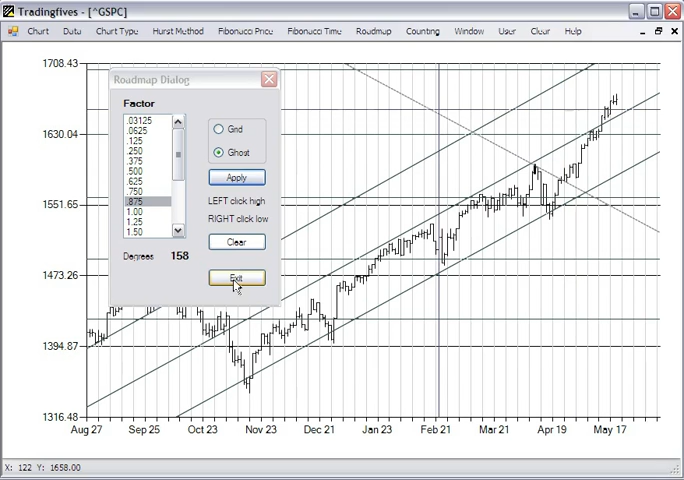 Tradingfives - [^GSPC]
Chart Data Chart Type Hurst Method Fibonacci Price Fibonacci Time Roadmap Counting Window User Clear Help
Roadmap Dialog
Factor
.03125
.0625
.125
.250
.375
.500
.625
.750
.875
1.00
1.25
1.50
Grid
Ghost
Apply
LEFT click high
RIGHT click low
Clear
Degrees 158
Exit
1708.43
1630.04
1551.65
1473.26
1394.87
1316.48
Aug 27 Sep 25 Oct 23 Nov 23 Dec 21 Jan 23 Feb 21 Mar 21 Apr 19 May 17
X: 122 Y: 1658.00